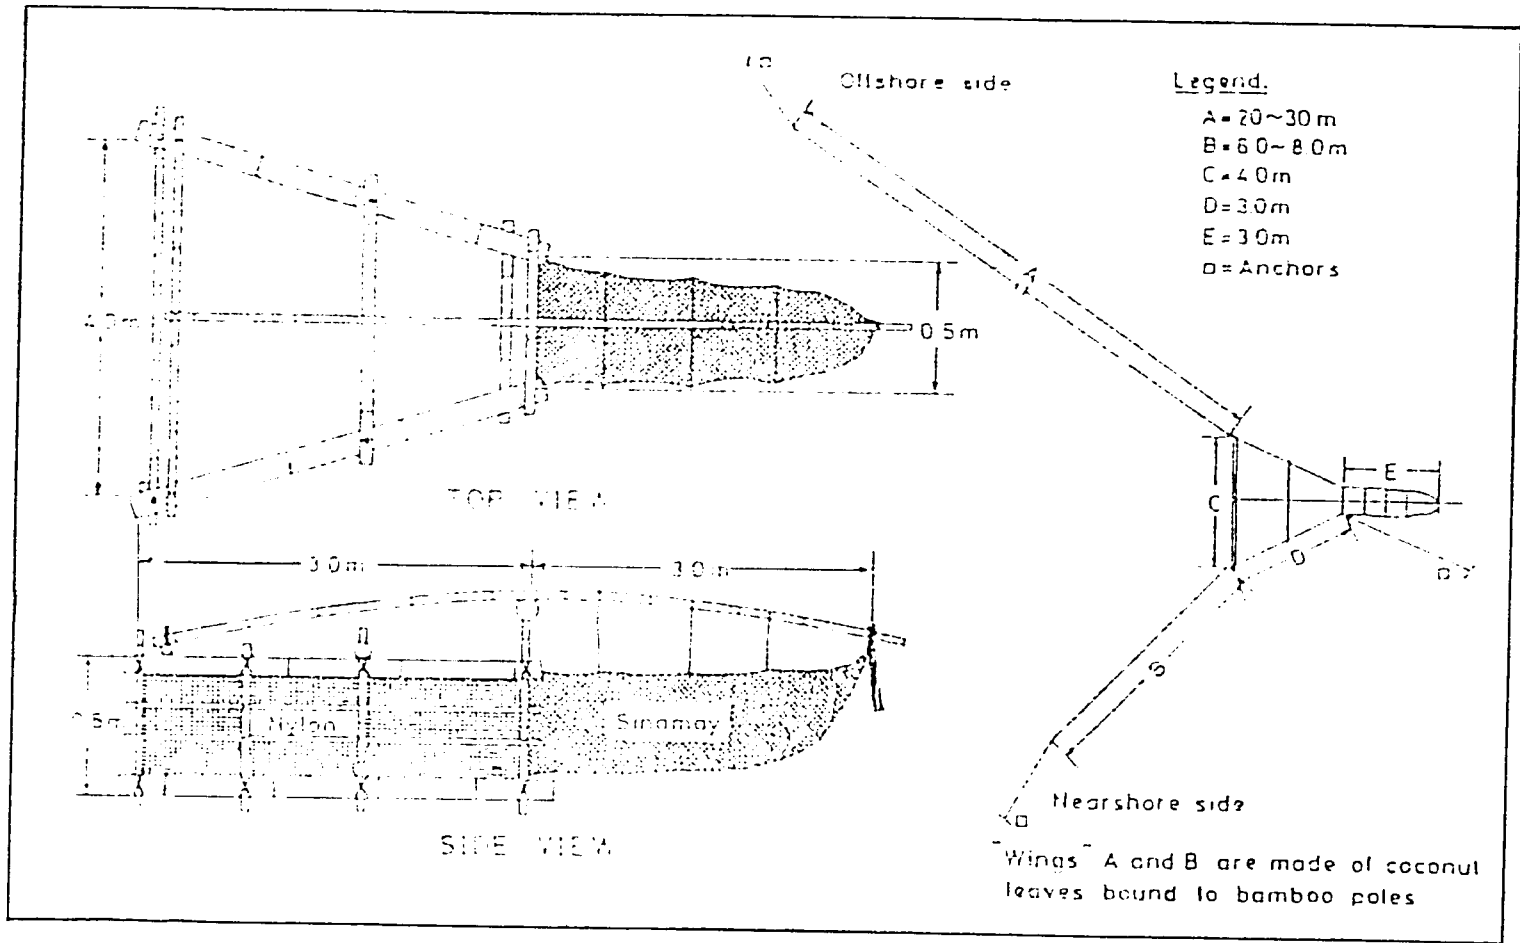 Offshore side
Legend.
A = 20~30 m
B = 6.0~8.0 m
C = 4.0 m
D = 3.0 m
E = 3.0 m
□ = Anchors
4.0 m
0.5 m
TOP VIEW
A
C
E
D
3.0 m
3.0 m
Nylon
Sinamay
SIDE VIEW
Nearshore side
"Wings" A and B are made of coconut
leaves bound to bamboo poles